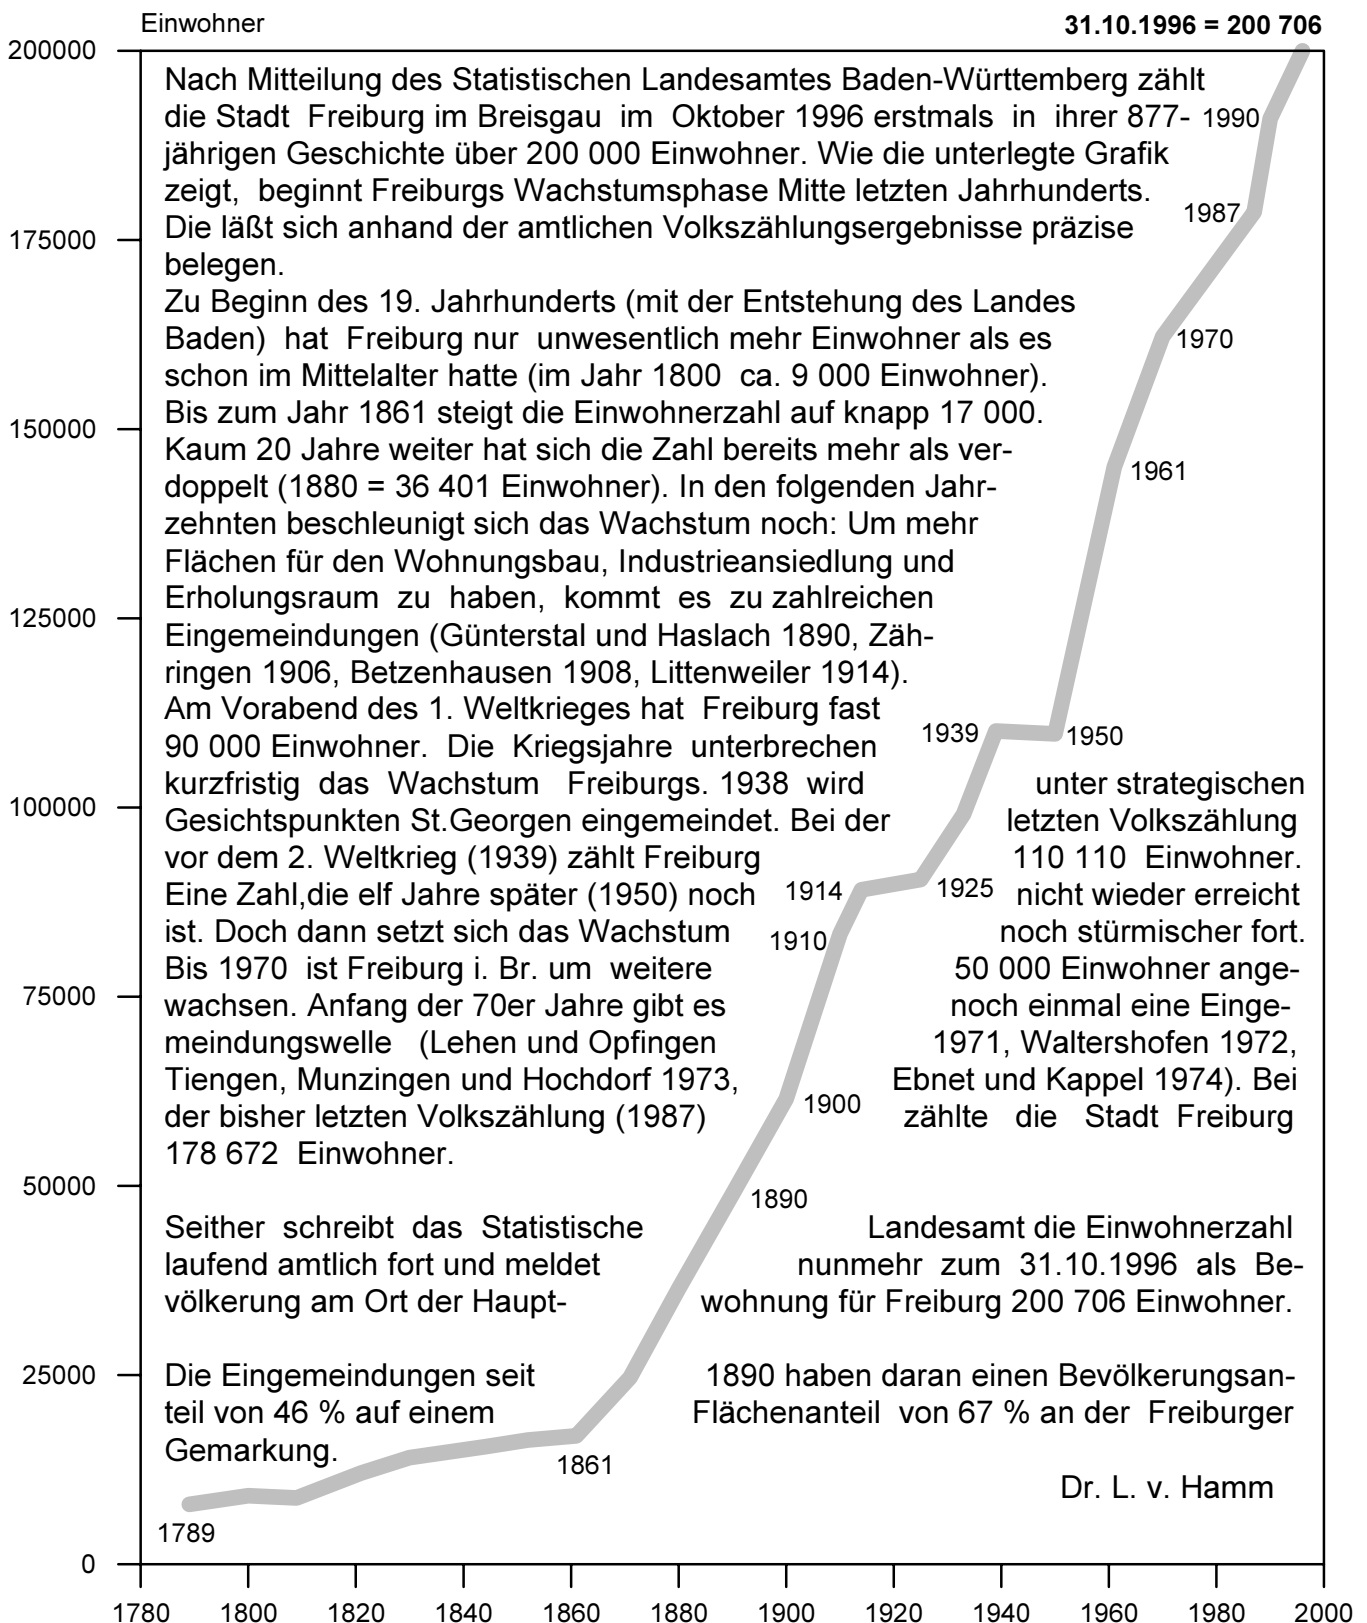 Einwohner
31.10.1996 = 200 706
200000
175000
150000
125000
100000
75000
50000
25000
0
Nach Mitteilung des Statistischen Landesamtes Baden-Württemberg zählt
die Stadt Freiburg im Breisgau im Oktober 1996 erstmals in ihrer 877-
jährigen Geschichte über 200 000 Einwohner. Wie die unterlegte Grafik
zeigt, beginnt Freiburgs Wachstumsphase Mitte letzten Jahrhunderts.
Die läßt sich anhand der amtlichen Volkszählungsergebnisse präzise
belegen.
Zu Beginn des 19. Jahrhunderts (mit der Entstehung des Landes
Baden) hat Freiburg nur unwesentlich mehr Einwohner als es
schon im Mittelalter hatte (im Jahr 1800 ca. 9 000 Einwohner).
Bis zum Jahr 1861 steigt die Einwohnerzahl auf knapp 17 000.
Kaum 20 Jahre weiter hat sich die Zahl bereits mehr als ver-
doppelt (1880 = 36 401 Einwohner). In den folgenden Jahr-
zehnten beschleunigt sich das Wachstum noch: Um mehr
Flächen für den Wohnungsbau, Industrieansiedlung und
Erholungsraum zu haben, kommt es zu zahlreichen
Eingemeindungen (Günterstal und Haslach 1890, Zäh-
ringen 1906, Betzenhausen 1908, Littenweiler 1914).
Am Vorabend des 1. Weltkrieges hat Freiburg fast
90 000 Einwohner. Die Kriegsjahre unterbrechen
kurzfristig das Wachstum Freiburgs. 1938 wird unter strategischen
Gesichtspunkten St.Georgen eingemeindet. Bei der letzten Volkszählung
vor dem 2. Weltkrieg (1939) zählt Freiburg 110 110 Einwohner.
Eine Zahl,die elf Jahre später (1950) noch nicht wieder erreicht
ist. Doch dann setzt sich das Wachstum noch stürmischer fort.
Bis 1970 ist Freiburg i. Br. um weitere 50 000 Einwohner ange-
wachsen. Anfang der 70er Jahre gibt es noch einmal eine Einge-
meindungswelle (Lehen und Opfingen 1971, Waltershofen 1972,
Tiengen, Munzingen und Hochdorf 1973, Ebnet und Kappel 1974). Bei
der bisher letzten Volkszählung (1987) zählte die Stadt Freiburg
178 672 Einwohner.
Seither schreibt das Statistische Landesamt die Einwohnerzahl
laufend amtlich fort und meldet nunmehr zum 31.10.1996 als Be-
völkerung am Ort der Haupt- wohnung für Freiburg 200 706 Einwohner.
Die Eingemeindungen seit 1890 haben daran einen Bevölkerungsan-
teil von 46 % auf einem Flächenanteil von 67 % an der Freiburger
Gemarkung.
Dr. L. v. Hamm
1990
1987
1970
1961
1939
1950
1914
1925
1910
1900
1890
1861
1789
1780 1800 1820 1840 1860 1880 1900 1920 1940 1960 1980 2000